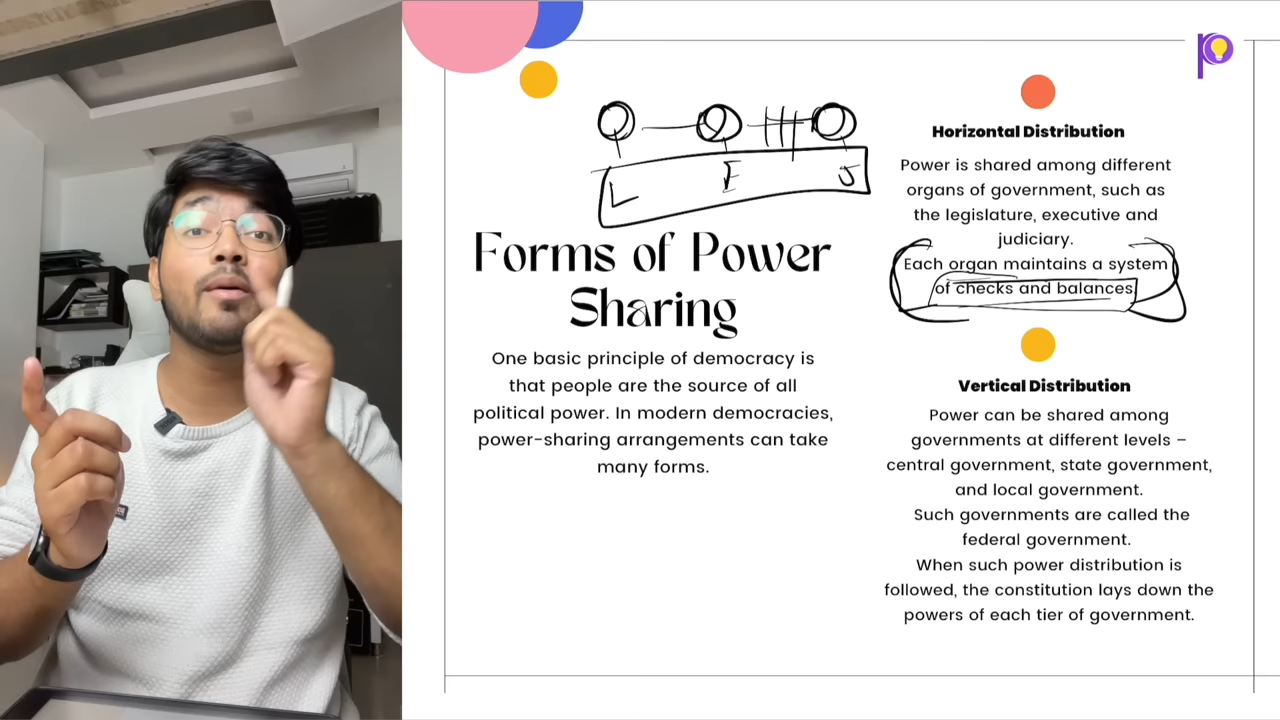 L E J
Forms of Power
Sharing
One basic principle of democracy is
that people are the source of all
political power. In modern democracies,
power-sharing arrangements can take
many forms.
Horizontal Distribution
Power is shared among different
organs of government, such as
the legislature, executive and
judiciary.
Each organ maintains a system
of checks and balances.
Vertical Distribution
Power can be shared among
governments at different levels –
central government, state government,
and local government.
Such governments are called the
federal government.
When such power distribution is
followed, the constitution lays down the
powers of each tier of government.